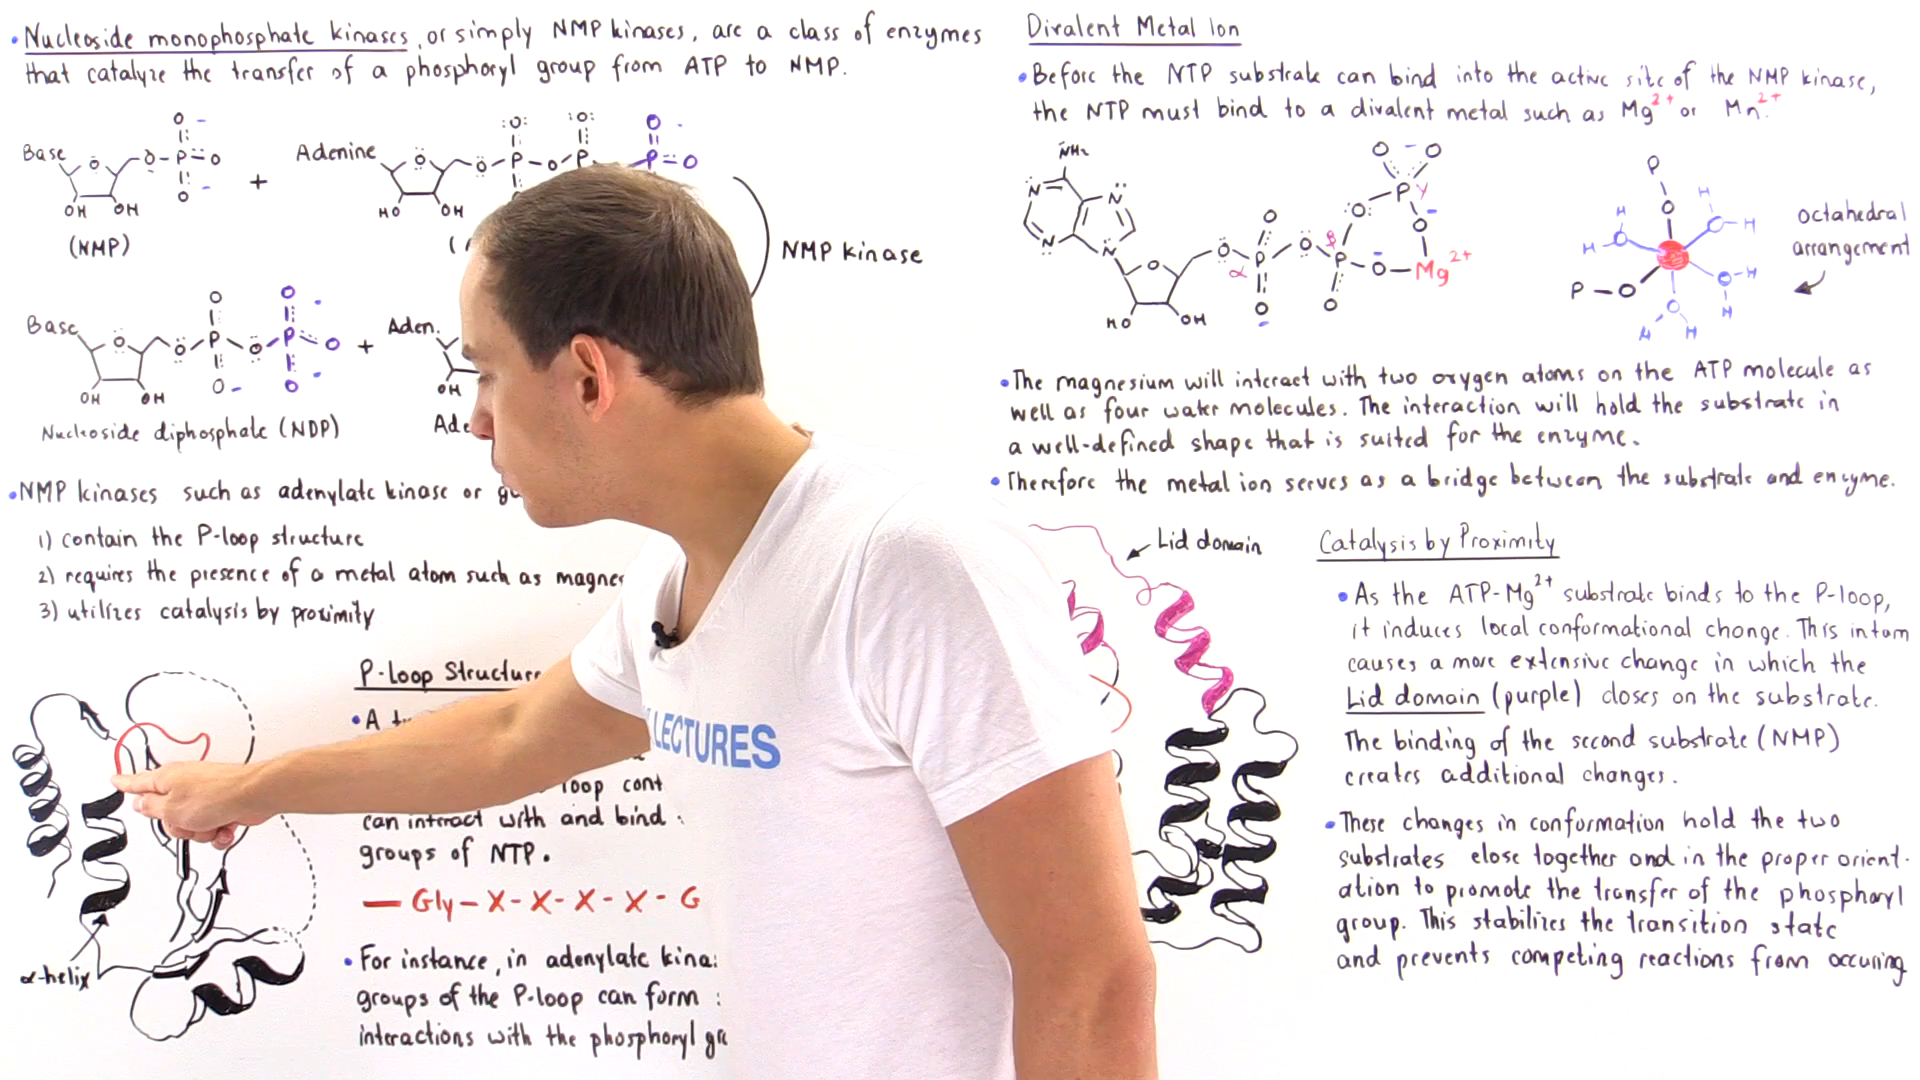 • Nucleoside monophosphate kinases, or simply NMP kinases, are a class of enzymes
that catalyze the transfer of a phosphoryl group from ATP to NMP.
Base
O
O
P
O
O
OH OH
(NMP)
+
Adenine
O
O
P
O
P
P
O
O
HO OH
NMP kinase
Base
O
O
P
O
P
O
O
O
OH OH
Nucleoside diphosphate (NDP)
+
Aden.
OH
• NMP kinases such as adenylate kinase or
1) contain the P-loop structure
2) requires the presence of a metal atom such as
3) utilizes catalysis by proximity
α-helix
P-Loop Structure
• A
loop
can interact with and bind
groups of NTP.
— Gly - X - X - X - X - G
• For instance, in adenylate
groups of the P-loop can form
interactions with the phosphoryl
LECTURES
Divalent Metal Ion
• Before the NTP substrate can bind into the active site of the NMP kinase,
the NTP must bind to a divalent metal such as Mg2+ or Mn2+.
NH2
N
N
N
N
O
HO OH
O
P
α
O
O
O
P
β
O
O
O
P
γ
O
O
O
Mg2+
P
O
H
O-H
H
H-O
P-O
O-H
H
O
H H
octahedral
arrangement
• The magnesium will interact with two oxygen atoms on the ATP molecule as
well as four water molecules. The interaction will hold the substrate in
a well-defined shape that is suited for the enzyme.
• Therefore the metal ion serves as a bridge between the substrate and enzyme.
Lid domain
Catalysis by Proximity
• As the ATP-Mg2+ substrate binds to the P-loop,
it induces local conformational change. This in turn
causes a more extensive change in which the
Lid domain (purple) closes on the substrate.
The binding of the second substrate (NMP)
creates additional changes.
• These changes in conformation hold the two
substrates close together and in the proper orient-
ation to promote the transfer of the phosphoryl
group. This stabilizes the transition state
and prevents competing reactions from occuring